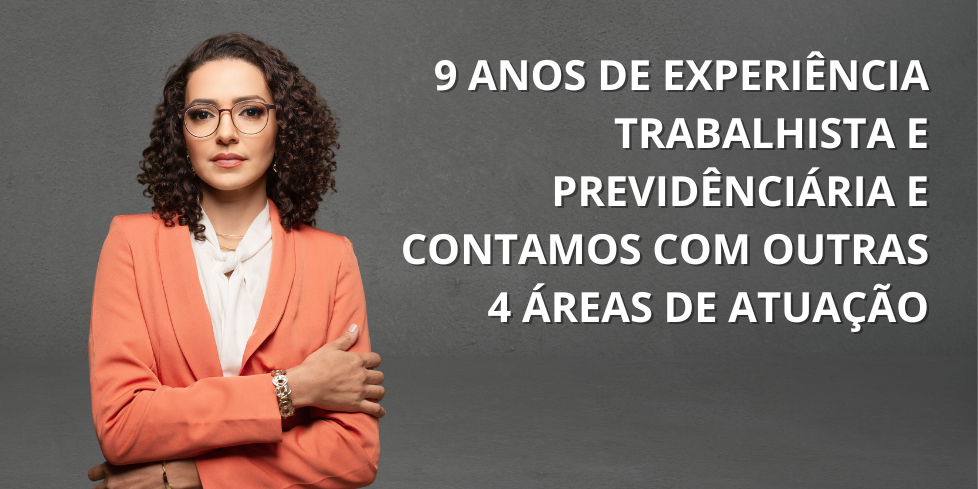 9 ANOS DE EXPERIÊNCIA
TRABALHISTA E
PREVIDÊNCIÁRIA E
CONTAMOS COM OUTRAS
4 ÁREAS DE ATUAÇÃO